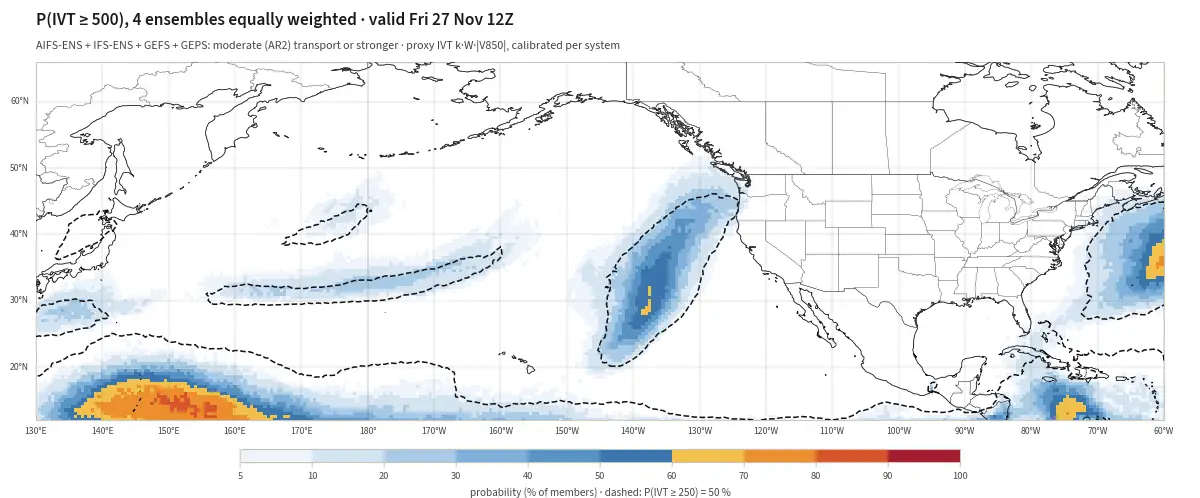 P(IVT ≥ 500), 4 ensembles equally weighted · valid Fri 27 Nov 12Z
AIFS-ENS + IFS-ENS + GEFS + GEPS: moderate (AR2) transport or stronger · proxy IVT k·W·|V850|, calibrated per system
60°N
50°N
40°N
30°N
20°N
130°E 140°E 150°E 160°E 170°E 180° 170°W 160°W 150°W 140°W 130°W 120°W 110°W 100°W 90°W 80°W 70°W 60°W
5 10 20 30 40 50 60 70 80 90 100
probability (% of members) · dashed: P(IVT ≥ 250) = 50 %